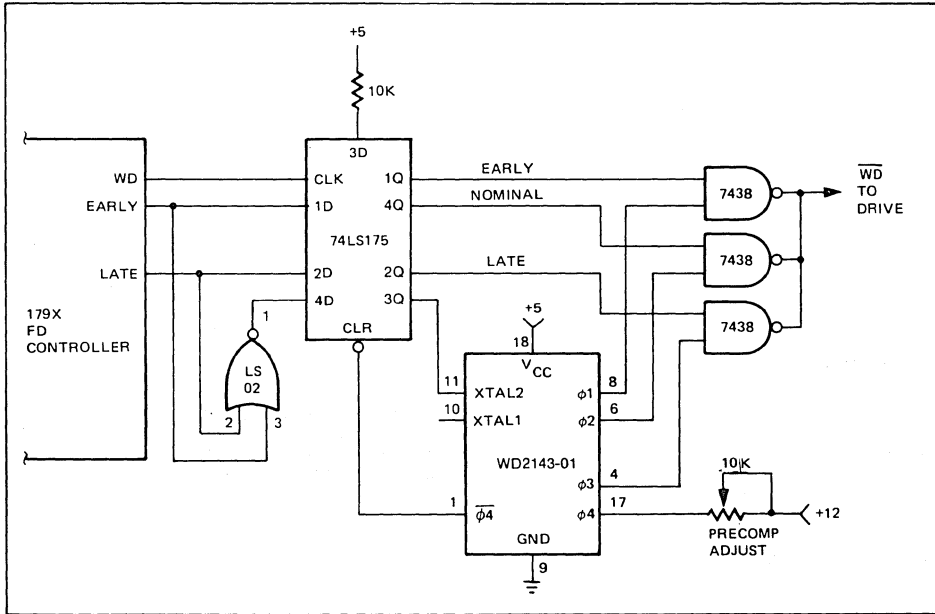 +5
10K
3D
WD
CLK
1Q
EARLY
EARLY
1D
4Q
NOMINAL
74LS175
LATE
2D
2Q
LATE
4D
3Q
1
CLR
179X
FD
CONTROLLER
LS
02
2
3
7438
7438
7438
WD
TO
DRIVE
+5
18
VCC
11
XTAL2
ϕ1
8
10
XTAL1
ϕ2
6
WD2143-01
ϕ3
4
1
ϕ4
ϕ4
17
GND
9
10K
+12
PRECOMP
ADJUST